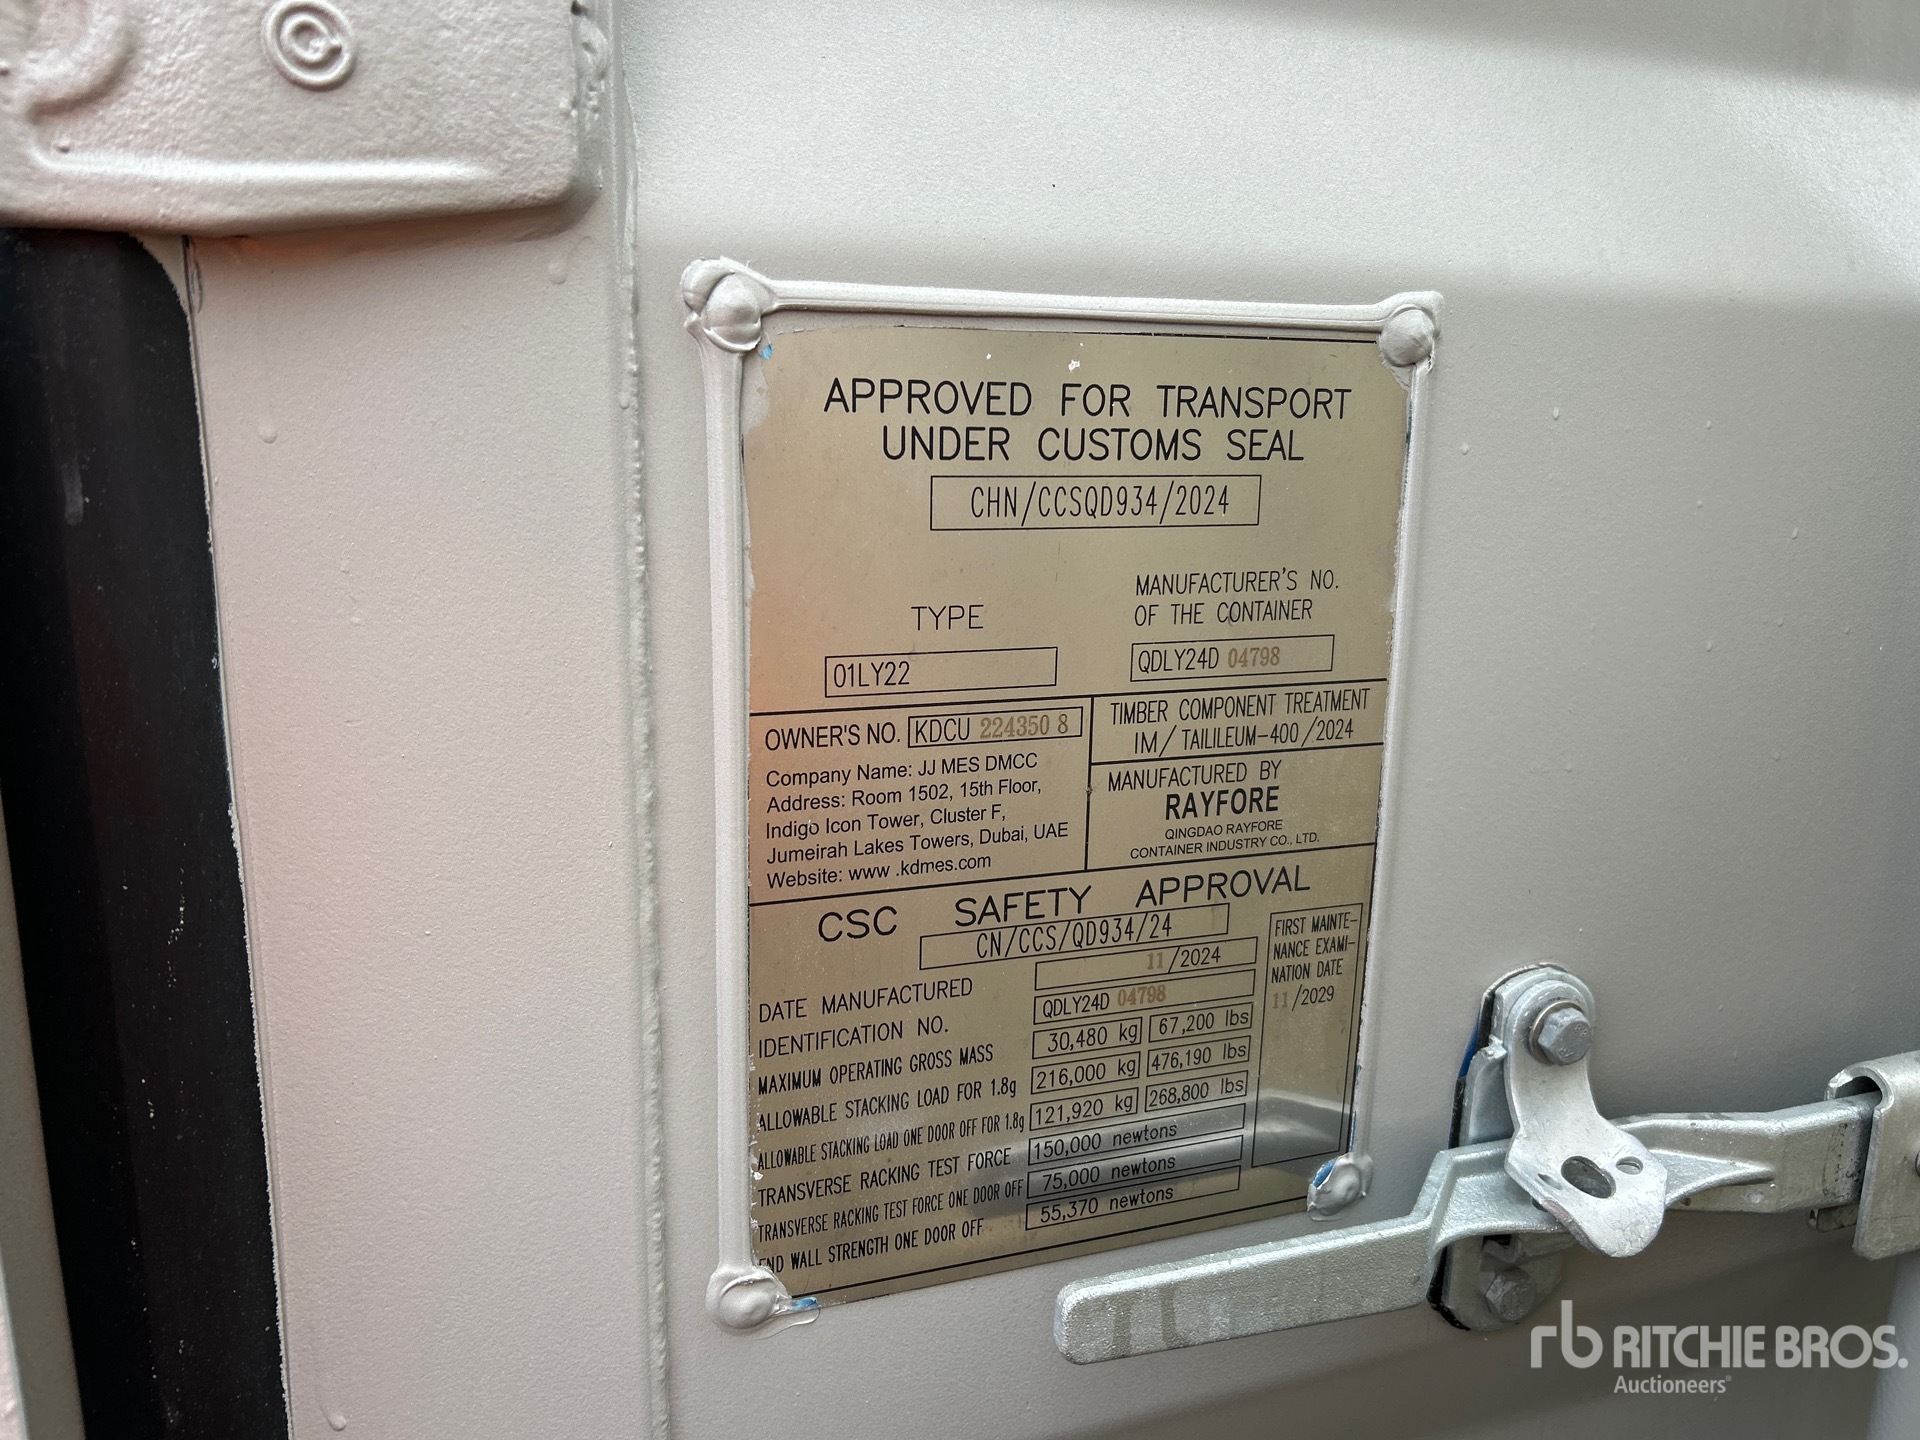 G
APPROVED FOR TRANSPORT
UNDER CUSTOMS SEAL
CHN/CCSQD934/2024
TYPE
01LY22
MANUFACTURER'S NO.
OF THE CONTAINER
QDLY24D 04798
OWNER'S NO. KDCU 224350 8
Company Name: JJ MES DMCC
Address: Room 1502, 15th Floor,
Indigo Icon Tower, Cluster F,
Jumeirah Lakes Towers, Dubai, UAE
Website: www .kdmes.com
TIMBER COMPONENT TREATMENT
IM/ TAILILEUM-400/2024
MANUFACTURED BY
RAYFORE
QINGDAO RAYFORE
CONTAINER INDUSTRY CO., LTD.
CSC SAFETY APPROVAL
CN/CCS/QD934/24
DATE MANUFACTURED 11/2024
IDENTIFICATION NO. QDLY24D 04798
MAXIMUM OPERATING GROSS MASS 30,480 kg 67,200 lbs
ALLOWABLE STACKING LOAD FOR 1.8g 216,000 kg 476,190 lbs
ALLOWABLE STACKING LOAD ONE DOOR OFF FOR 1.8g 121,920 kg 268,800 lbs
TRANSVERSE RACKING TEST FORCE 150,000 newtons
TRANSVERSE RACKING TEST FORCE ONE DOOR OFF 75,000 newtons
END WALL STRENGTH ONE DOOR OFF 55,370 newtons
FIRST MAINTE-
NANCE EXAMI-
NATION DATE
11/2029
rb RITCHIE BROS.
Auctioneers®